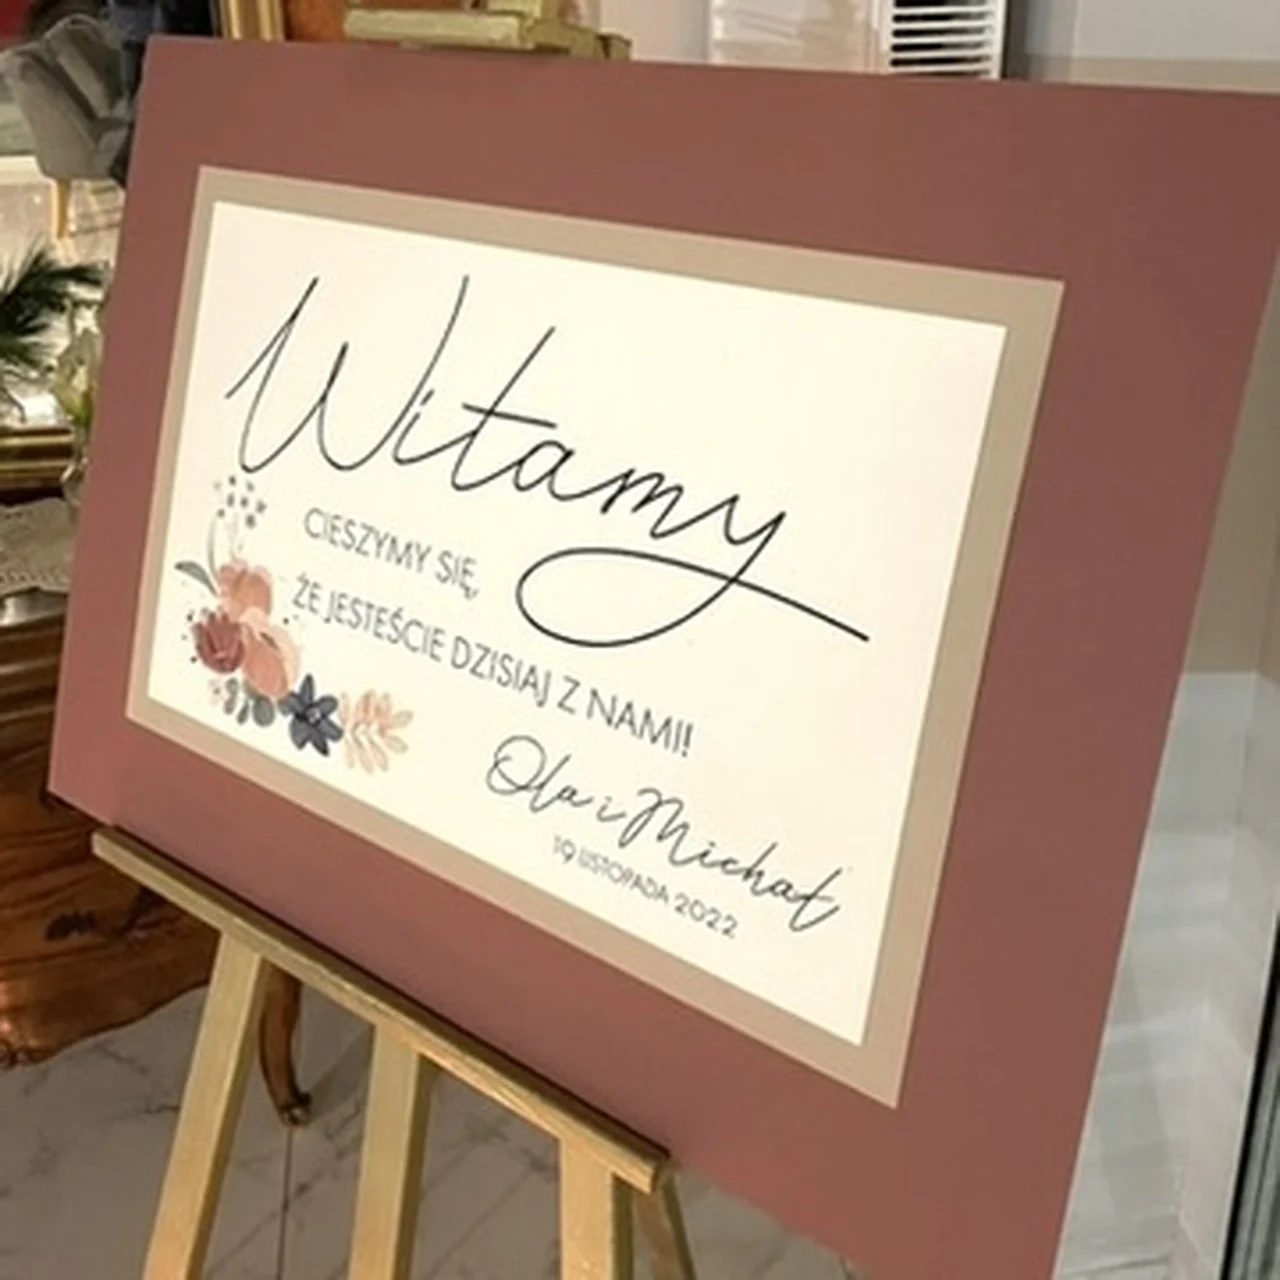 Witamy
CIESZYMY SIĘ,
ŻE JESTEŚCIE DZISIAJ Z NAMI!
Ola i Michał
19 LISTOPADA 2022